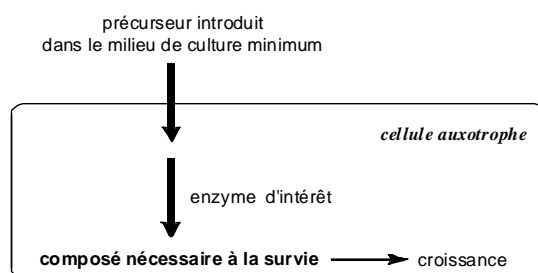 précurseur introduit
dans le milieu de culture minimum
cellule auxotrophe
enzyme d'intérêt
composé nécessaire à la survie
croissance